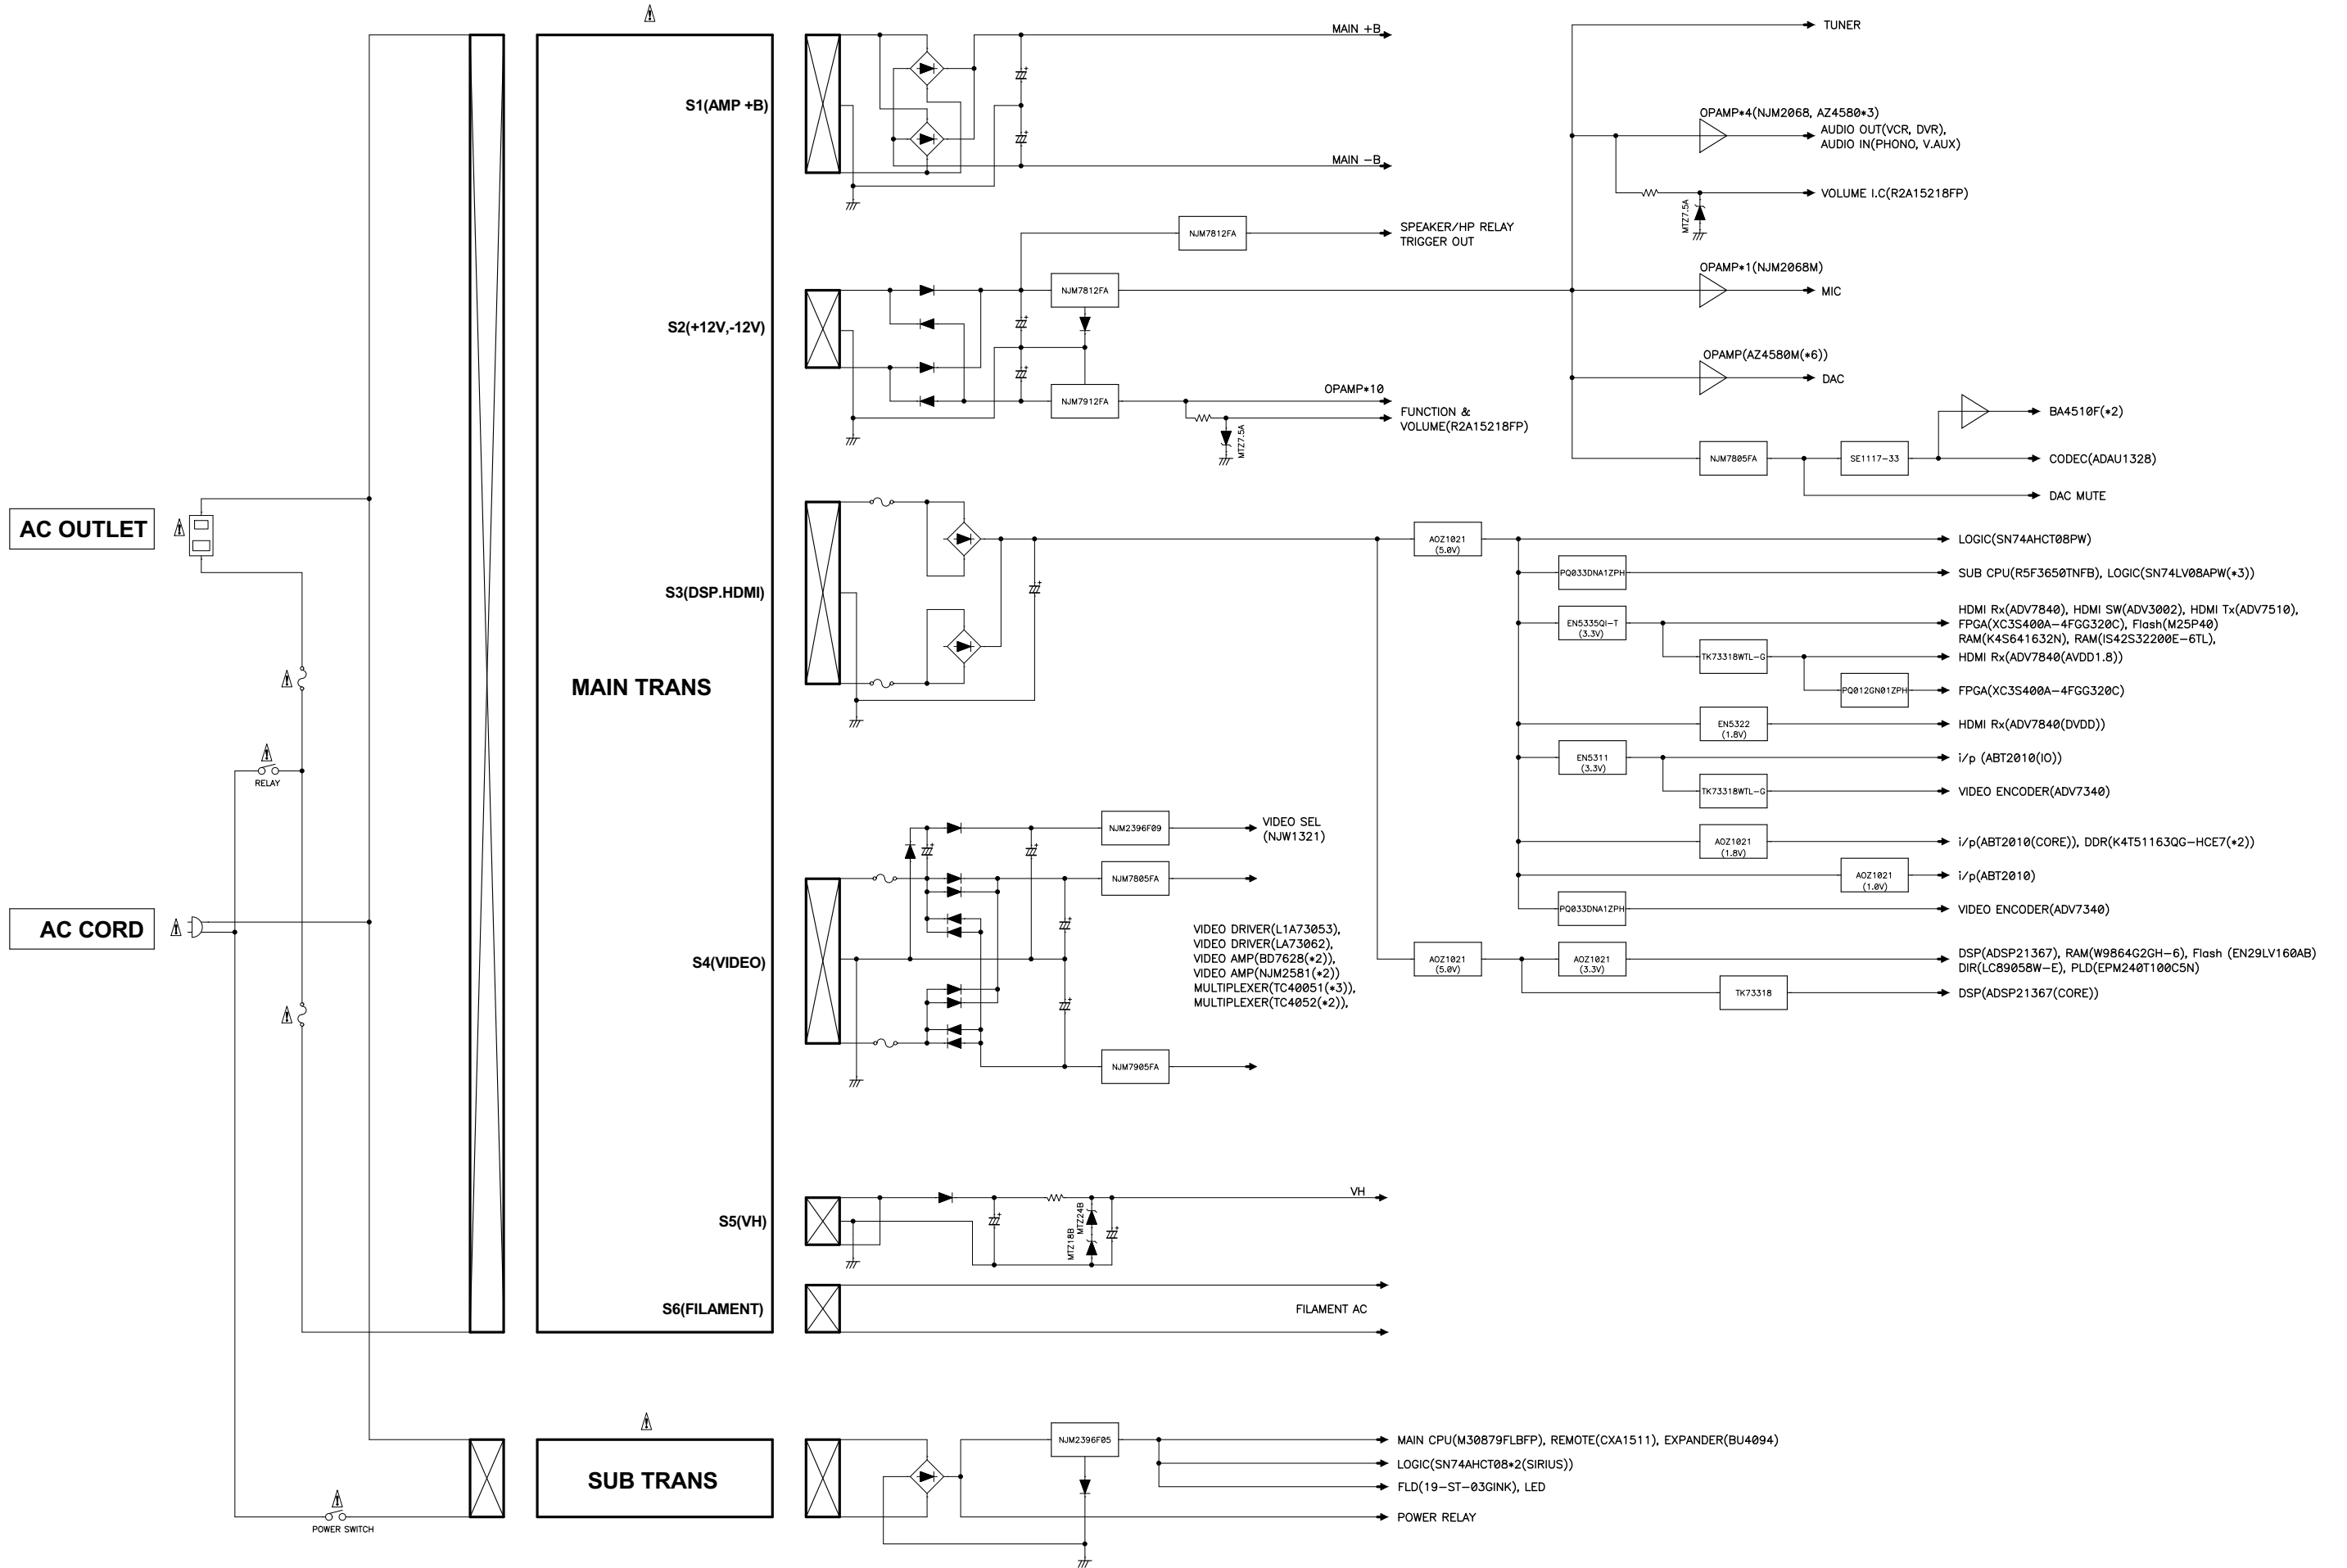 MAIN +B
TUNER
S1(AMP +B)
OPAMP*4(NJM2068, AZ4580*3)
AUDIO OUT(VCR, DVR),
AUDIO IN(PHONO, V.AUX)
MAIN −B
VOLUME I.C(R2A15218FP)
MTZ7.5A
NJM7812FA
SPEAKER/HP RELAY
TRIGGER OUT
OPAMP*1(NJM2068M)
NJM7812FA
MIC
S2(+12V,-12V)
OPAMP(AZ4580M(*6))
DAC
OPAMP*10
NJM7912FA
FUNCTION &
VOLUME(R2A15218FP)
MTZ7.5A
BA4510F(*2)
NJM7805FA
SE1117-33
CODEC(ADAU1328)
DAC MUTE
AC OUTLET
AOZ1021
(5.0V)
LOGIC(SN74AHCT08PW)
PQ033DNA1ZPH
SUB CPU(R5F3650TNFB), LOGIC(SN74LV08APW(*3))
S3(DSP.HDMI)
EN5335QI-T
(3.3V)
HDMI Rx(ADV7840), HDMI SW(ADV3002), HDMI Tx(ADV7510),
FPGA(XC3S400A-4FGG320C), Flash(M25P40)
RAM(K4S641632N), RAM(IS42S32200E-6TL),
TK73318WTL-G
HDMI Rx(ADV7840(AVDD1.8))
MAIN TRANS
PQ012GN01ZPH
FPGA(XC3S400A-4FGG320C)
EN5322
(1.8V)
HDMI Rx(ADV7840(DVDD))
RELAY
EN5311
(3.3V)
i/p (ABT2010(IO))
TK73318WTL-G
VIDEO ENCODER(ADV7340)
NJM2396F09
VIDEO SEL
(NJW1321)
AOZ1021
(1.8V)
i/p(ABT2010(CORE)), DDR(K4T51163QG-HCE7(*2))
NJM7805FA
AOZ1021
(1.0V)
i/p(ABT2010)
PQ033DNA1ZPH
VIDEO ENCODER(ADV7340)
AC CORD
VIDEO DRIVER(L1A73053),
VIDEO DRIVER(LA73062),
VIDEO AMP(BD7628(*2)),
VIDEO AMP(NJM2581(*2))
MULTIPLEXER(TC40051(*3)),
MULTIPLEXER(TC4052(*2)),
S4(VIDEO)
AOZ1021
(5.0V)
AOZ1021
(3.3V)
DSP(ADSP21367), RAM(W9864G2GH-6), Flash (EN29LV160AB)
DIR(LC89058W-E), PLD(EPM240T100C5N)
TK73318
DSP(ADSP21367(CORE))
NJM7905FA
VH
S5(VH)
MTZ24B
MTZ18B
S6(FILAMENT)
FILAMENT AC
NJM2396F05
MAIN CPU(M30879FLBFP), REMOTE(CXA1511), EXPANDER(BU4094)
LOGIC(SN74AHCT08*2(SIRIUS))
SUB TRANS
FLD(19-ST-03GINK), LED
POWER RELAY
POWER SWITCH